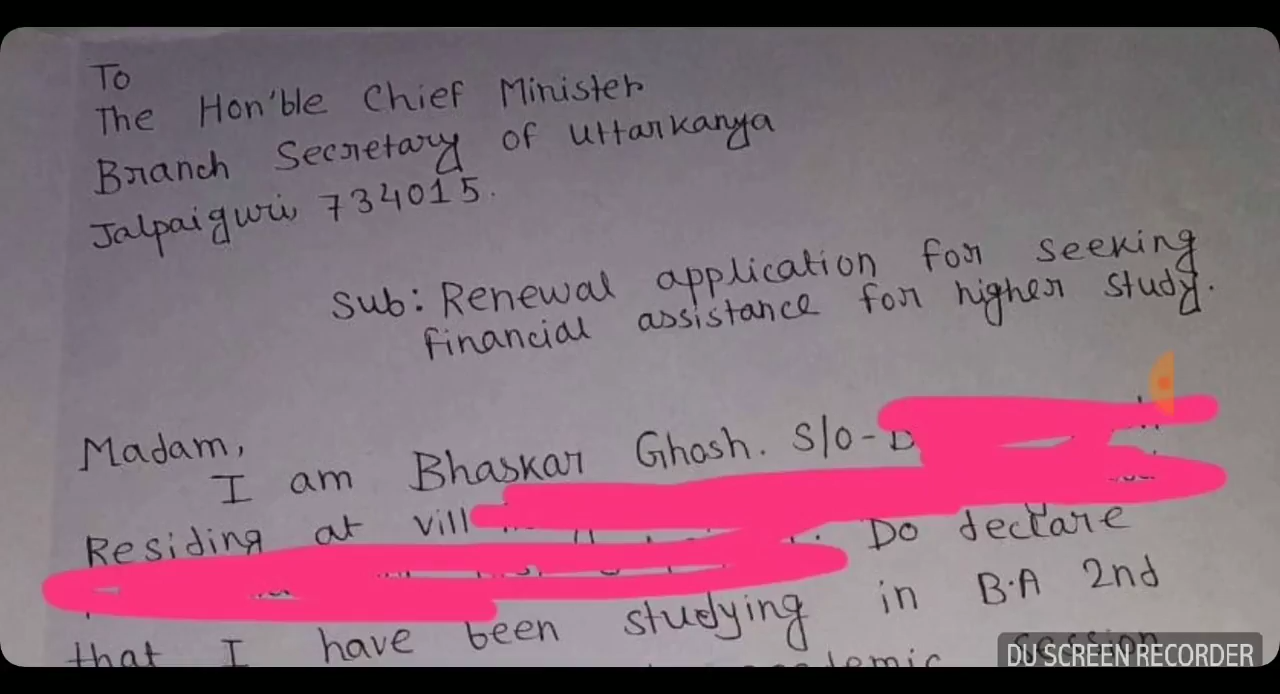 To
The Hon'ble Chief Minister
Branch Secretary of Uttarkanya
Jalpaiguri, 734015.
Sub: Renewal application for seeking
financial assistance for higher study.
Madam,
I am Bhaskar Ghosh. S/O-
Residing at vill
Do declare
that I have been studying in B.A 2nd
session
DU SCREEN RECORDER